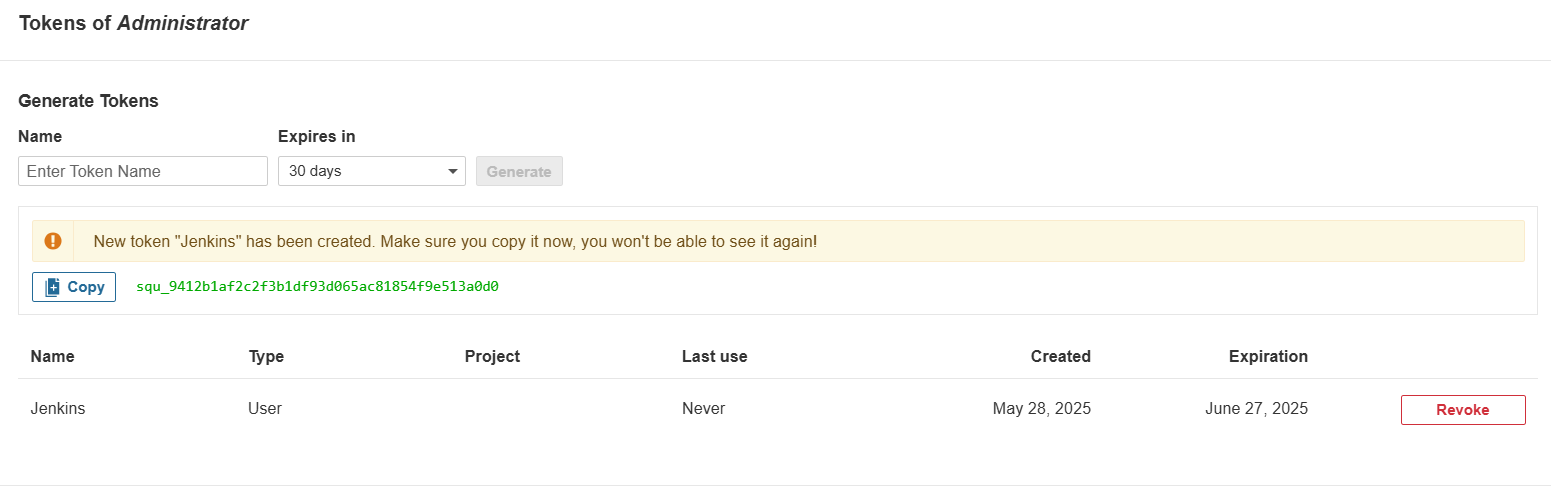 Tokens of Administrator
Generate Tokens
Name Expires in
Enter Token Name 30 days Generate
New token "Jenkins" has been created. Make sure you copy it now, you won't be able to see it again!
Copy squ_9412b1af2c2f3b1df93d065ac81854f9e513a0d0
Name Type Project Last use Created Expiration
Jenkins User Never May 28, 2025 June 27, 2025 Revoke